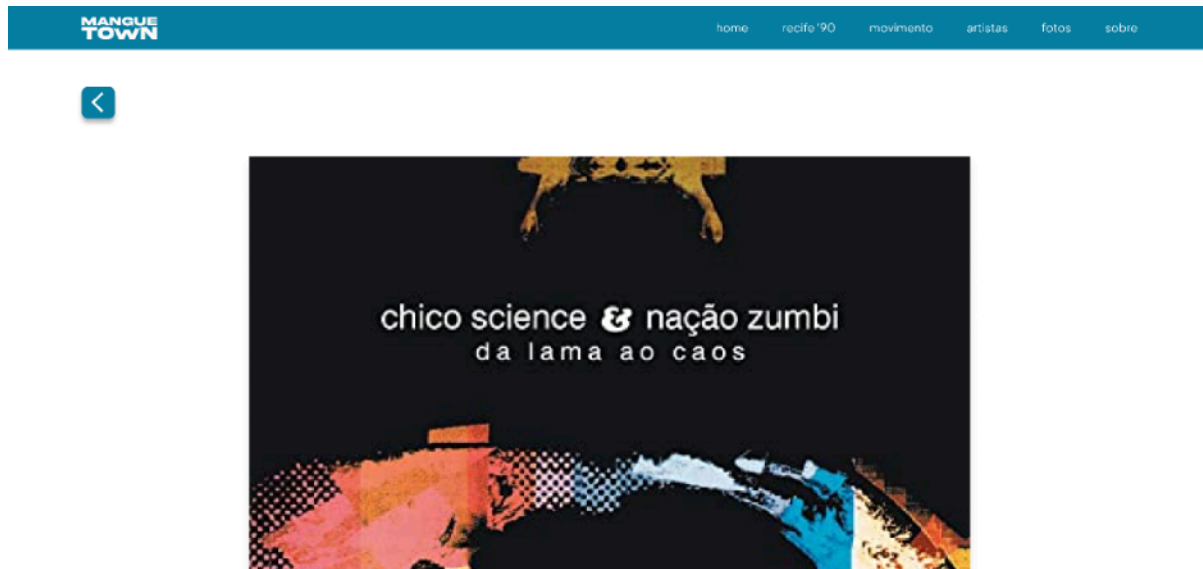 MANGUE
TOWN
home recife '90 movimento artistas fotos sobre
chico science & nação zumbi
da lama ao caos